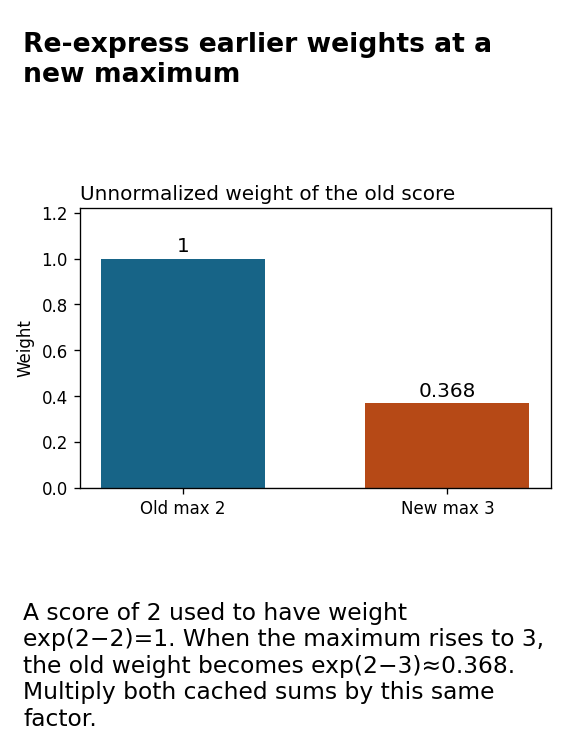 Re-express earlier weights at a
new maximum
Unnormalized weight of the old score
1.2
1.0
0.8
0.6
0.4
0.2
0.0
Weight
1
0.368
Old max 2
New max 3
A score of 2 used to have weight
exp(2−2)=1. When the maximum rises to 3,
the old weight becomes exp(2−3)≈0.368.
Multiply both cached sums by this same
factor.